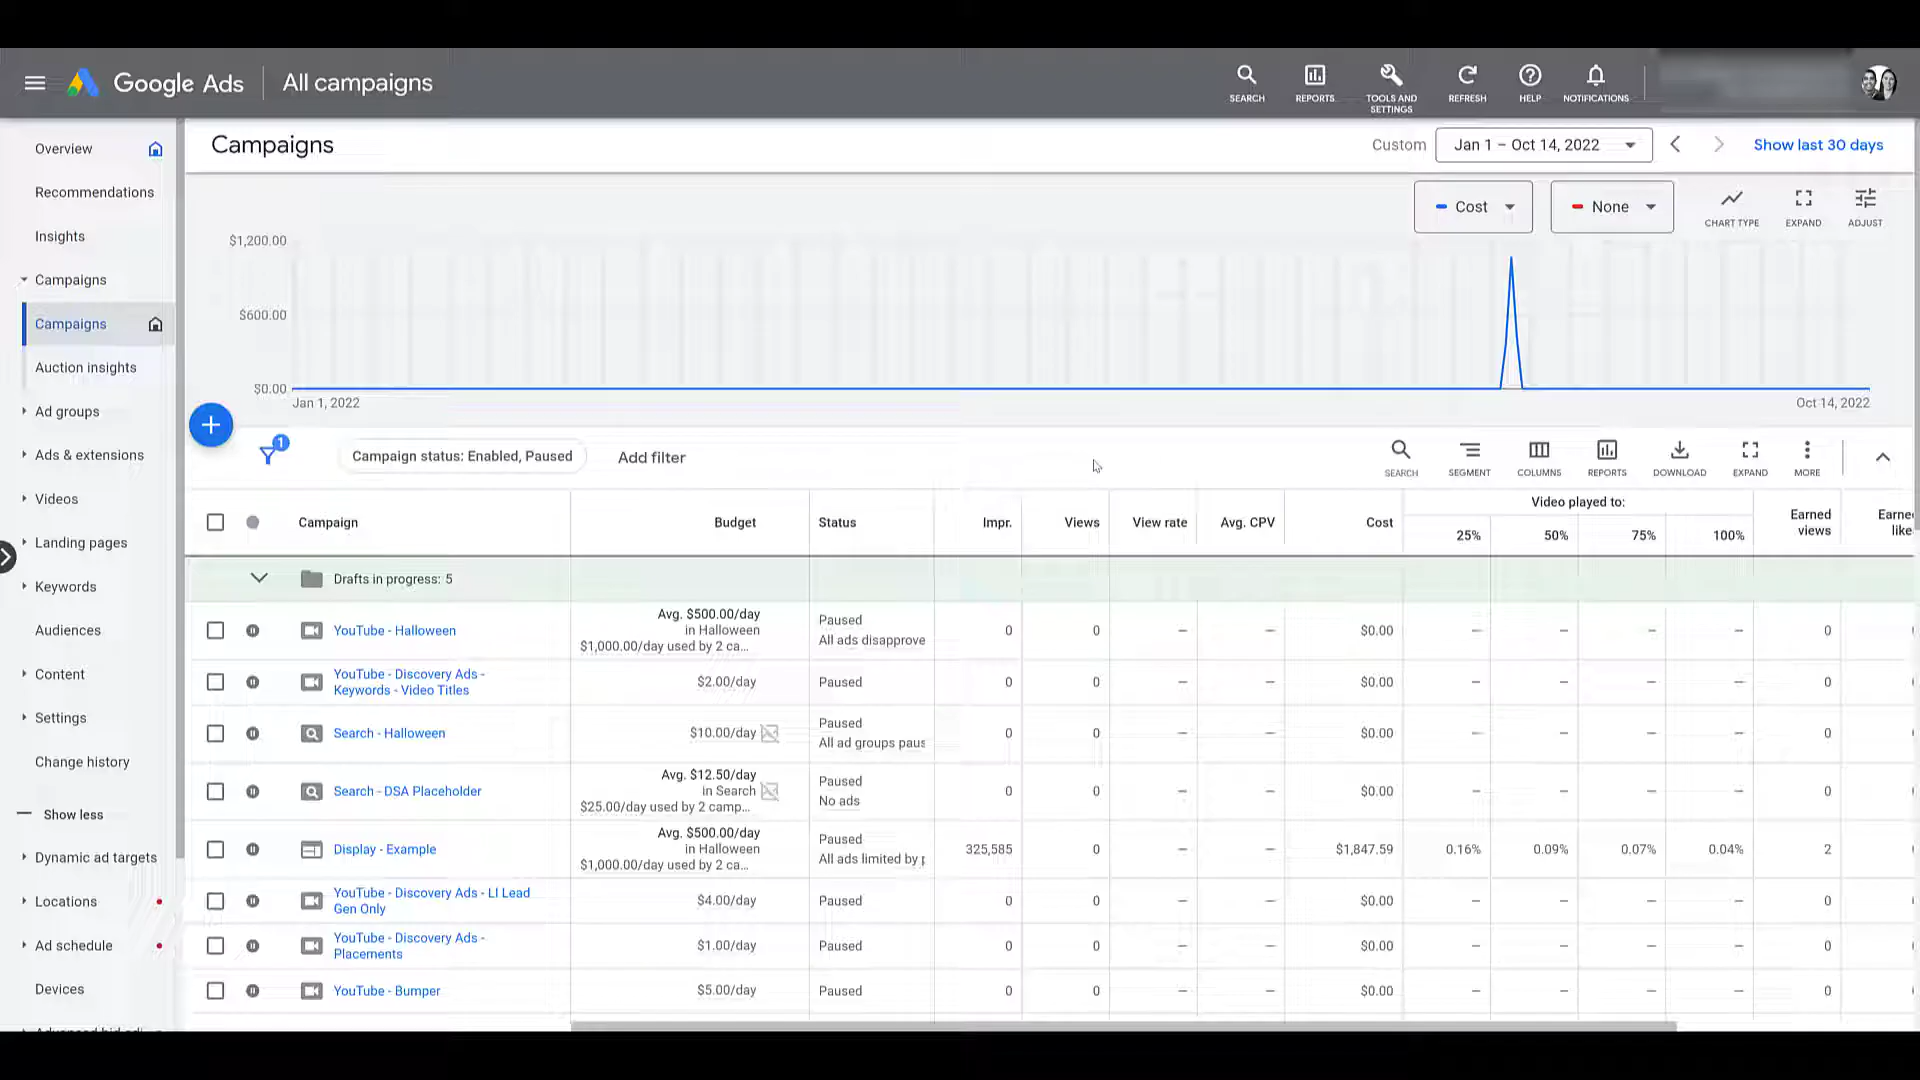 Google Ads
All campaigns
SEARCH
REPORTS
TOOLS AND
SETTINGS
REFRESH
HELP
NOTIFICATIONS
Overview
Recommendations
Insights
Campaigns
Campaigns
Auction insights
Ad groups
Ads & extensions
Videos
Landing pages
Keywords
Audiences
Content
Settings
Change history
Show less
Dynamic ad targets
Locations
Ad schedule
Devices
Campaigns
Custom
Jan 1 – Oct 14, 2022
Show last 30 days
Cost
None
CHART TYPE
EXPAND
ADJUST
$1,200.00
$600.00
$0.00
Jan 1, 2022
Oct 14, 2022
1
Campaign status: Enabled, Paused
Add filter
SEARCH
SEGMENT
COLUMNS
REPORTS
DOWNLOAD
EXPAND
MORE
Campaign Budget Status Impr. Views View rate Avg. CPV Cost
Video played to:
25% 50% 75% 100%
Earned
views
Earne
like
Drafts in progress: 5
YouTube - Halloween
Avg. $500.00/day
in Halloween
$1,000.00/day used by 2 ca...
Paused
All ads disapprove
0 0 – – $0.00 – – – – 0
YouTube - Discovery Ads -
Keywords - Video Titles
$2.00/day Paused 0 0 – – $0.00 – – – – 0
Search - Halloween
$10.00/day
Paused
All ad groups paus
0 0 – – $0.00 – – – – 0
Search - DSA Placeholder
Avg. $12.50/day
in Search
$25.00/day used by 2 camp...
Paused
No ads
0 0 – – $0.00 – – – – 0
Display - Example
Avg. $500.00/day
in Halloween
$1,000.00/day used by 2 ca...
Paused
All ads limited by p
325,585 0 – – $1,847.59 0.16% 0.09% 0.07% 0.04% 2
YouTube - Discovery Ads - LI Lead
Gen Only
$4.00/day Paused 0 0 – – $0.00 – – – – 0
YouTube - Discovery Ads -
Placements
$1.00/day Paused 0 0 – – $0.00 – – – – 0
YouTube - Bumper $5.00/day Paused 0 0 – – $0.00 – – – – 0